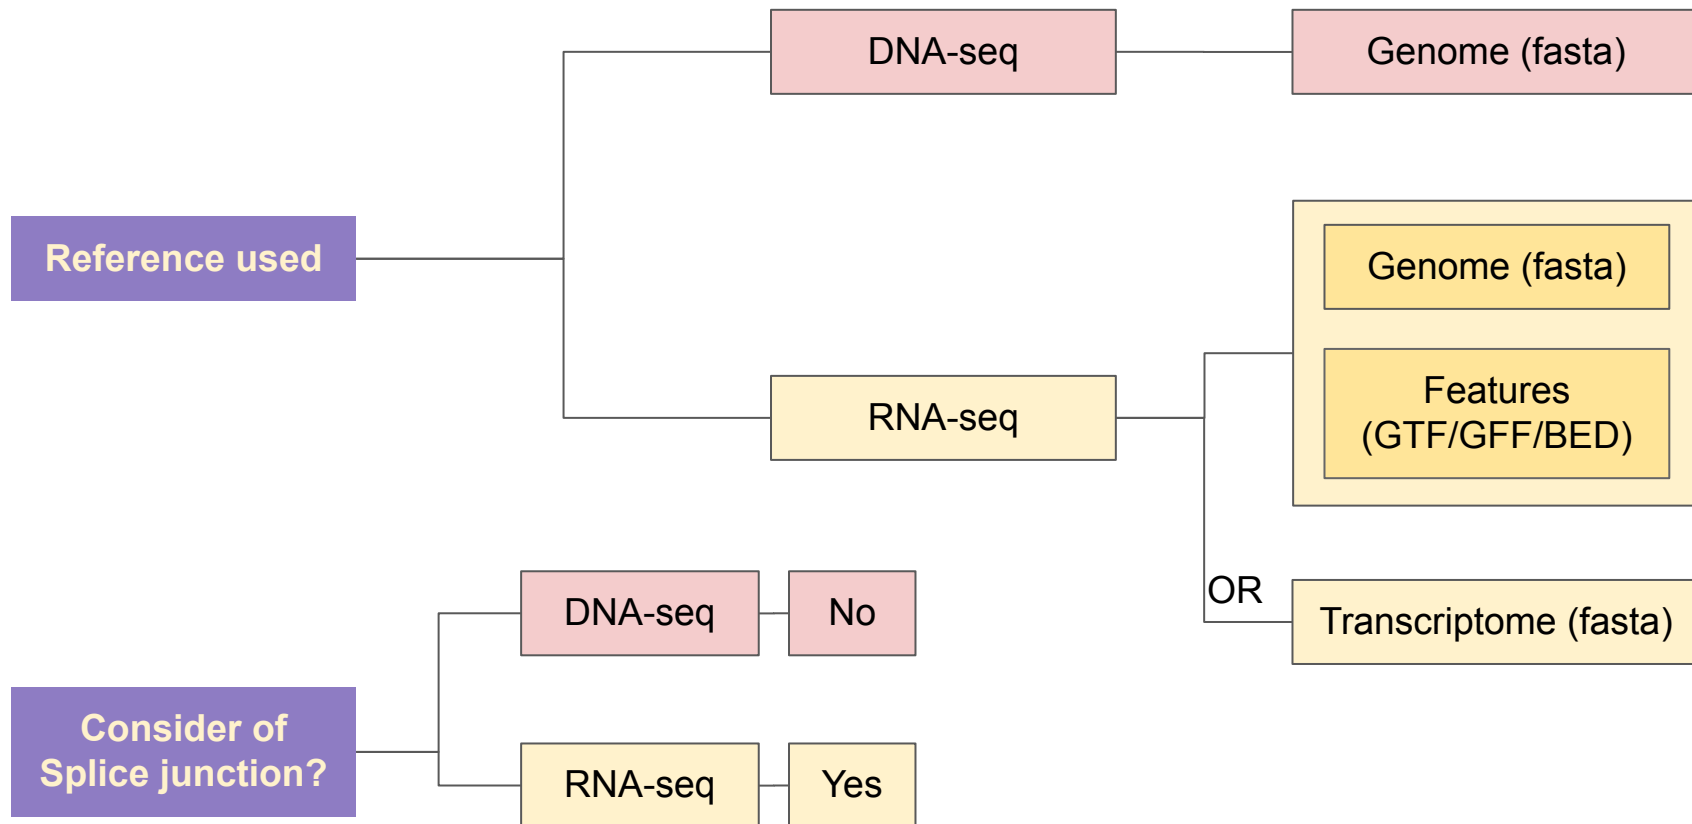 DNA-seq
Genome (fasta)
Reference used
Genome (fasta)
Features
(GTF/GFF/BED)
RNA-seq
OR
Transcriptome (fasta)
DNA-seq
No
Consider of
Splice junction?
RNA-seq
Yes